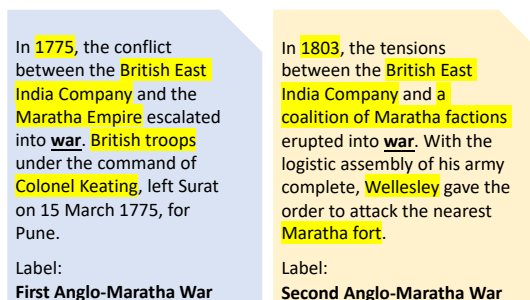 In 1775, the conflict
between the British East
India Company and the
Maratha Empire escalated
into war. British troops
under the command of
Colonel Keating, left Surat
on 15 March 1775, for
Pune.
Label:
First Anglo-Maratha War
In 1803, the tensions
between the British East
India Company and a
coalition of Maratha factions
erupted into war. With the
logistic assembly of his army
complete, Wellesley gave the
order to attack the nearest
Maratha fort.
Label:
Second Anglo-Maratha War